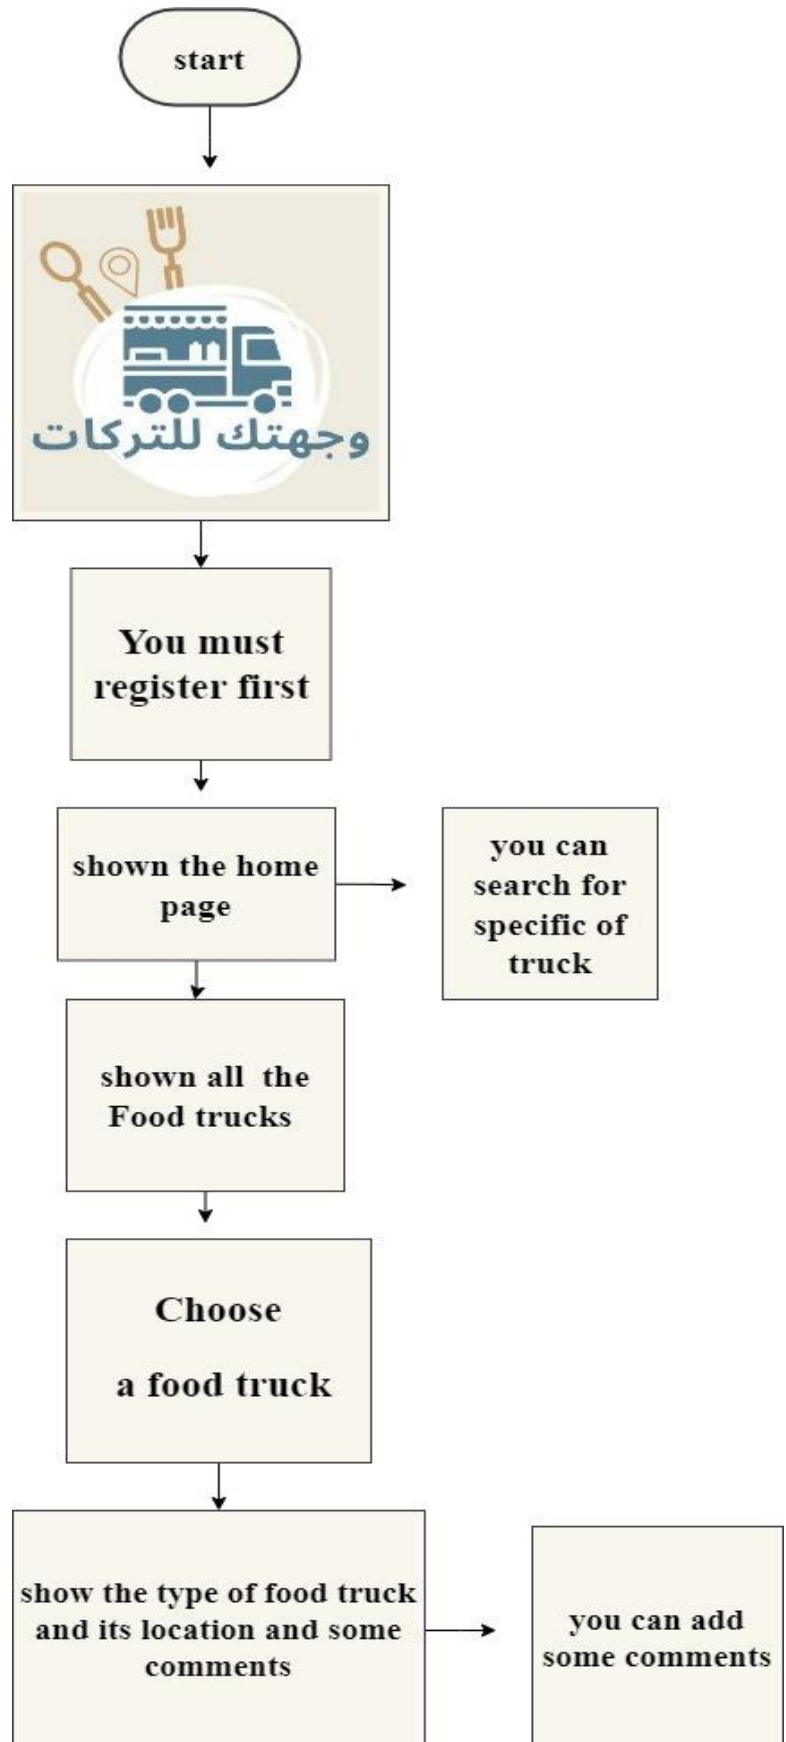 start
وجهتك للتركات
You must
register first
shown the home
page
you can
search for
specific of
truck
shown all the
Food trucks
Choose
a food truck
show the type of food truck
and its location and some
comments
you can add
some comments